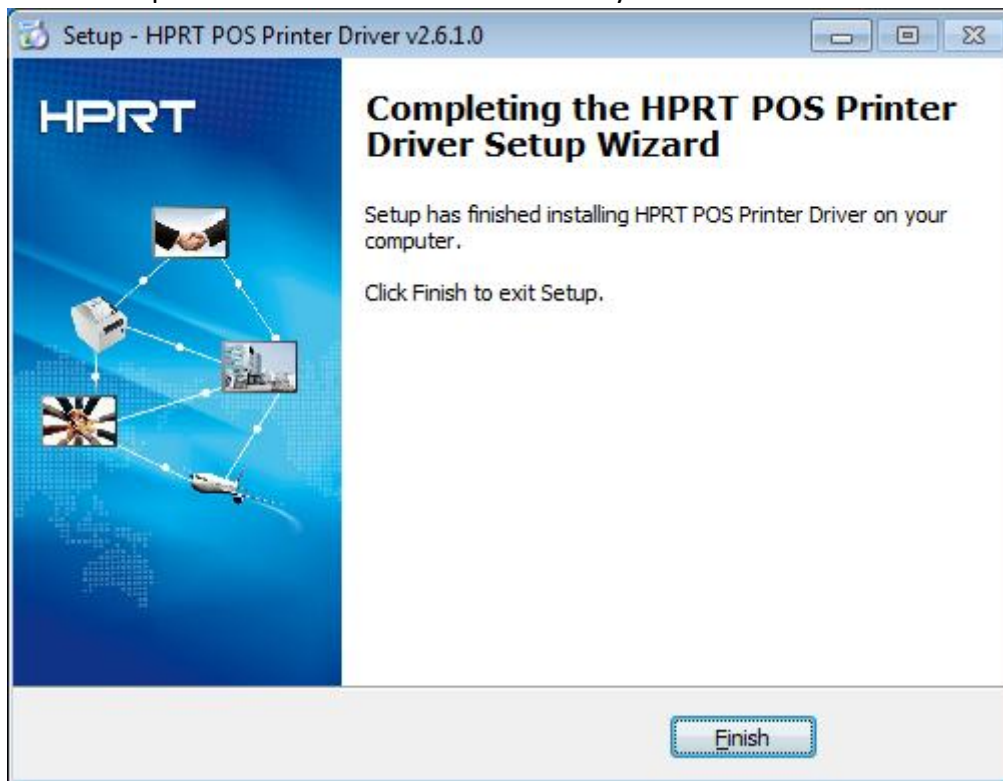 Setup - HPRT POS Printer Driver v2.6.1.0
HPRT
Completing the HPRT POS Printer
Driver Setup Wizard
Setup has finished installing HPRT POS Printer Driver on your
computer.
Click Finish to exit Setup.
Finish